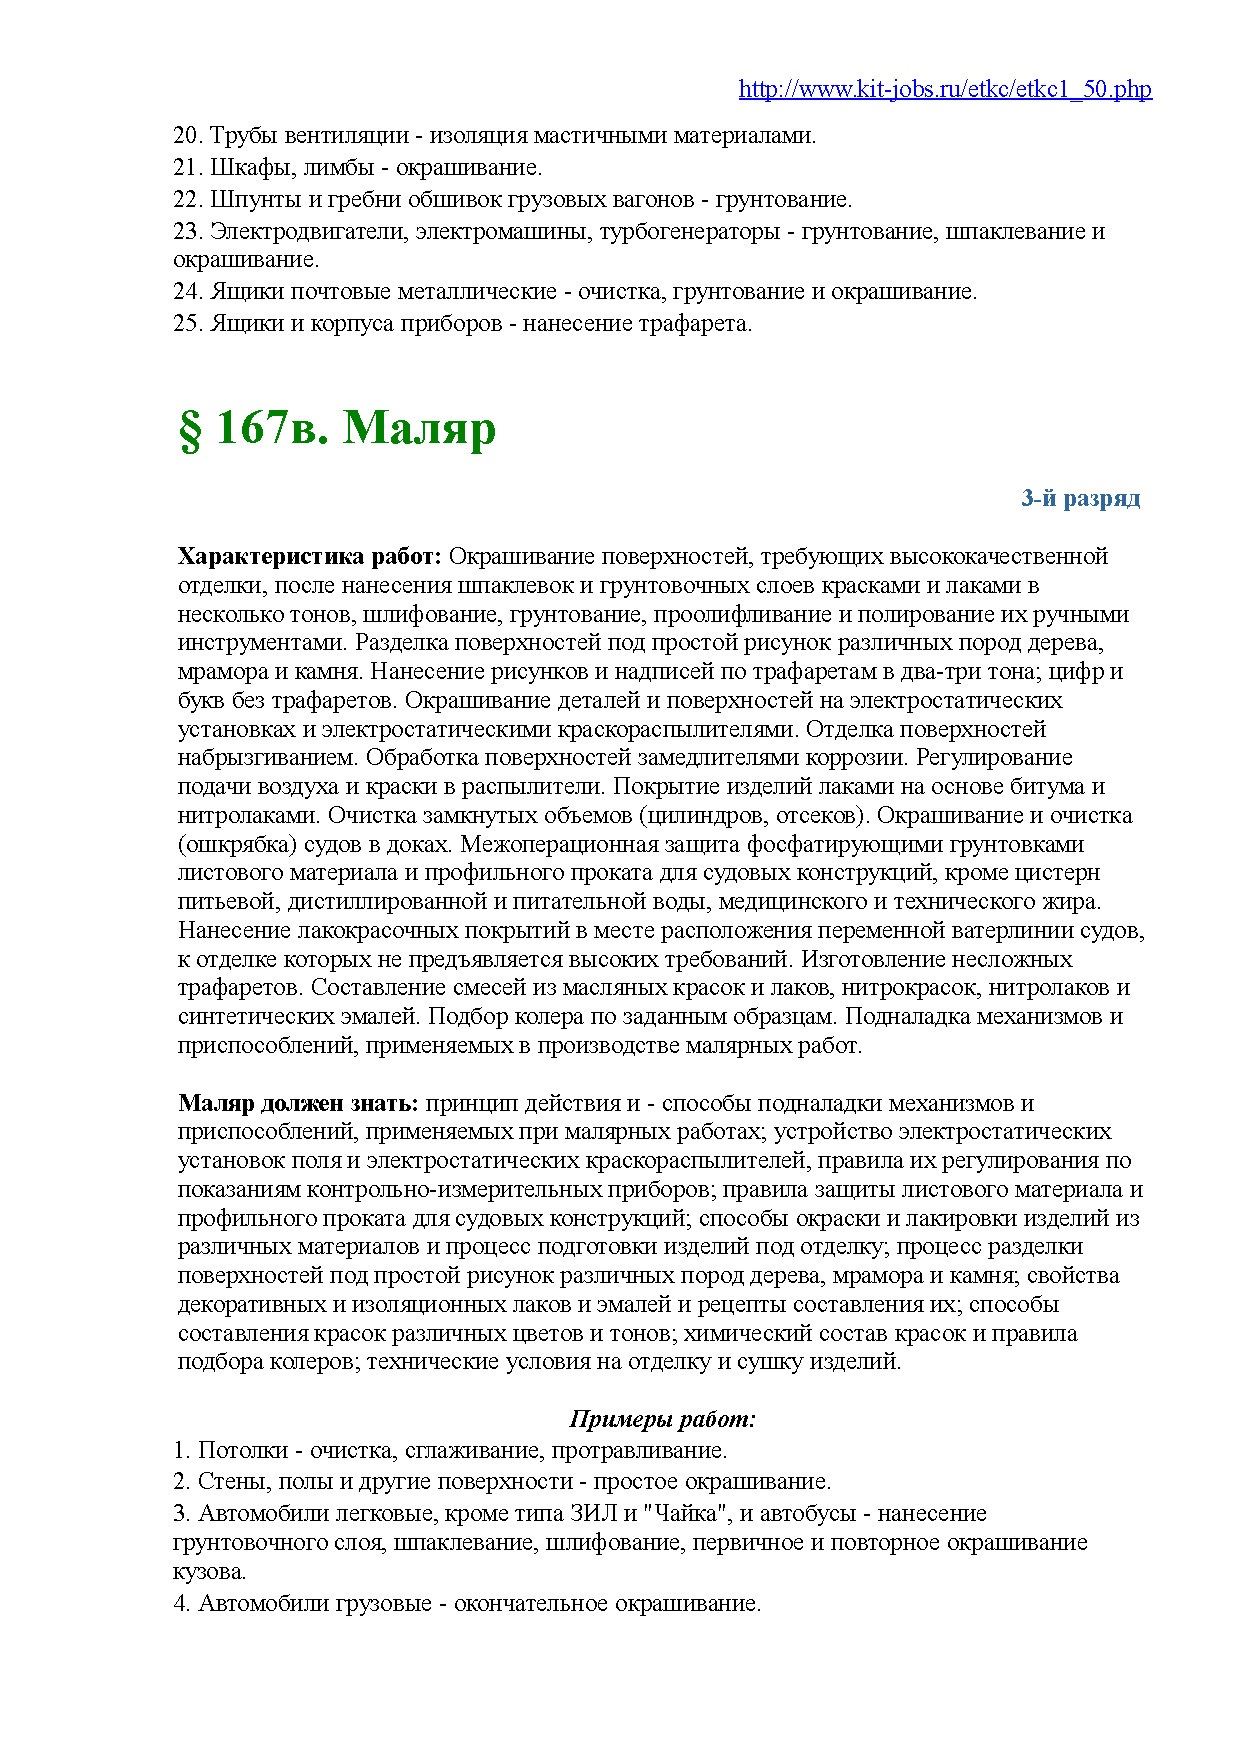 http://www.kit-jobs.ru/etkc/etkc1_50.php
20. Трубы вентиляции - изоляция мастичными материалами.
21. Шкафы, лимбы - окрашивание.
22. Шпунты и гребни обшивок грузовых вагонов - грунтование.
23. Электродвигатели, электромашины, турбогенераторы - грунтование, шпаклевание и
окрашивание.
24. Ящики почтовые металлические - очистка, грунтование и окрашивание.
25. Ящики и корпуса приборов - нанесение трафарета.
§ 167в. Маляр
3-й разряд
Характеристика работ: Окрашивание поверхностей, требующих высококачественной
отделки, после нанесения шпаклевок и грунтовочных слоев красками и лаками в
несколько тонов, шлифование, грунтование, проолифливание и полирование их ручными
инструментами. Разделка поверхностей под простой рисунок различных пород дерева,
мрамора и камня. Нанесение рисунков и надписей по трафаретам в два-три тона; цифр и
букв без трафаретов. Окрашивание деталей и поверхностей на электростатических
установках и электростатическими краскораспылителями. Отделка поверхностей
набрызгиванием. Обработка поверхностей замедлителями коррозии. Регулирование
подачи воздуха и краски в распылители. Покрытие изделий лаками на основе битума и
нитролаками. Очистка замкнутых объемов (цилиндров, отсеков). Окрашивание и очистка
(ошкрябка) судов в доках. Межоперационная защита фосфатирующими грунтовками
листового материала и профильного проката для судовых конструкций, кроме цистерн
питьевой, дистиллированной и питательной воды, медицинского и технического жира.
Нанесение лакокрасочных покрытий в месте расположения переменной ватерлинии судов,
к отделке которых не предъявляется высоких требований. Изготовление несложных
трафаретов. Составление смесей из масляных красок и лаков, нитрокрасок, нитролаков и
синтетических эмалей. Подбор колера по заданным образцам. Подналадка механизмов и
приспособлений, применяемых в производстве малярных работ.
Маляр должен знать: принцип действия и - способы подналадки механизмов и
приспособлений, применяемых при малярных работах; устройство электростатических
установок поля и электростатических краскораспылителей, правила их регулирования по
показаниям контрольно-измерительных приборов; правила защиты листового материала и
профильного проката для судовых конструкций; способы окраски и лакировки изделий из
различных материалов и процесс подготовки изделий под отделку; процесс разделки
поверхностей под простой рисунок различных пород дерева, мрамора и камня; свойства
декоративных и изоляционных лаков и эмалей и рецепты составления их; способы
составления красок различных цветов и тонов; химический состав красок и правила
подбора колеров; технические условия на отделку и сушку изделий.
Примеры работ:
1. Потолки - очистка, сглаживание, протравливание.
2. Стены, полы и другие поверхности - простое окрашивание.
3. Автомобили легковые, кроме типа ЗИЛ и "Чайка", и автобусы - нанесение
грунтовочного слоя, шпаклевание, шлифование, первичное и повторное окрашивание
кузова.
4. Автомобили грузовые - окончательное окрашивание.